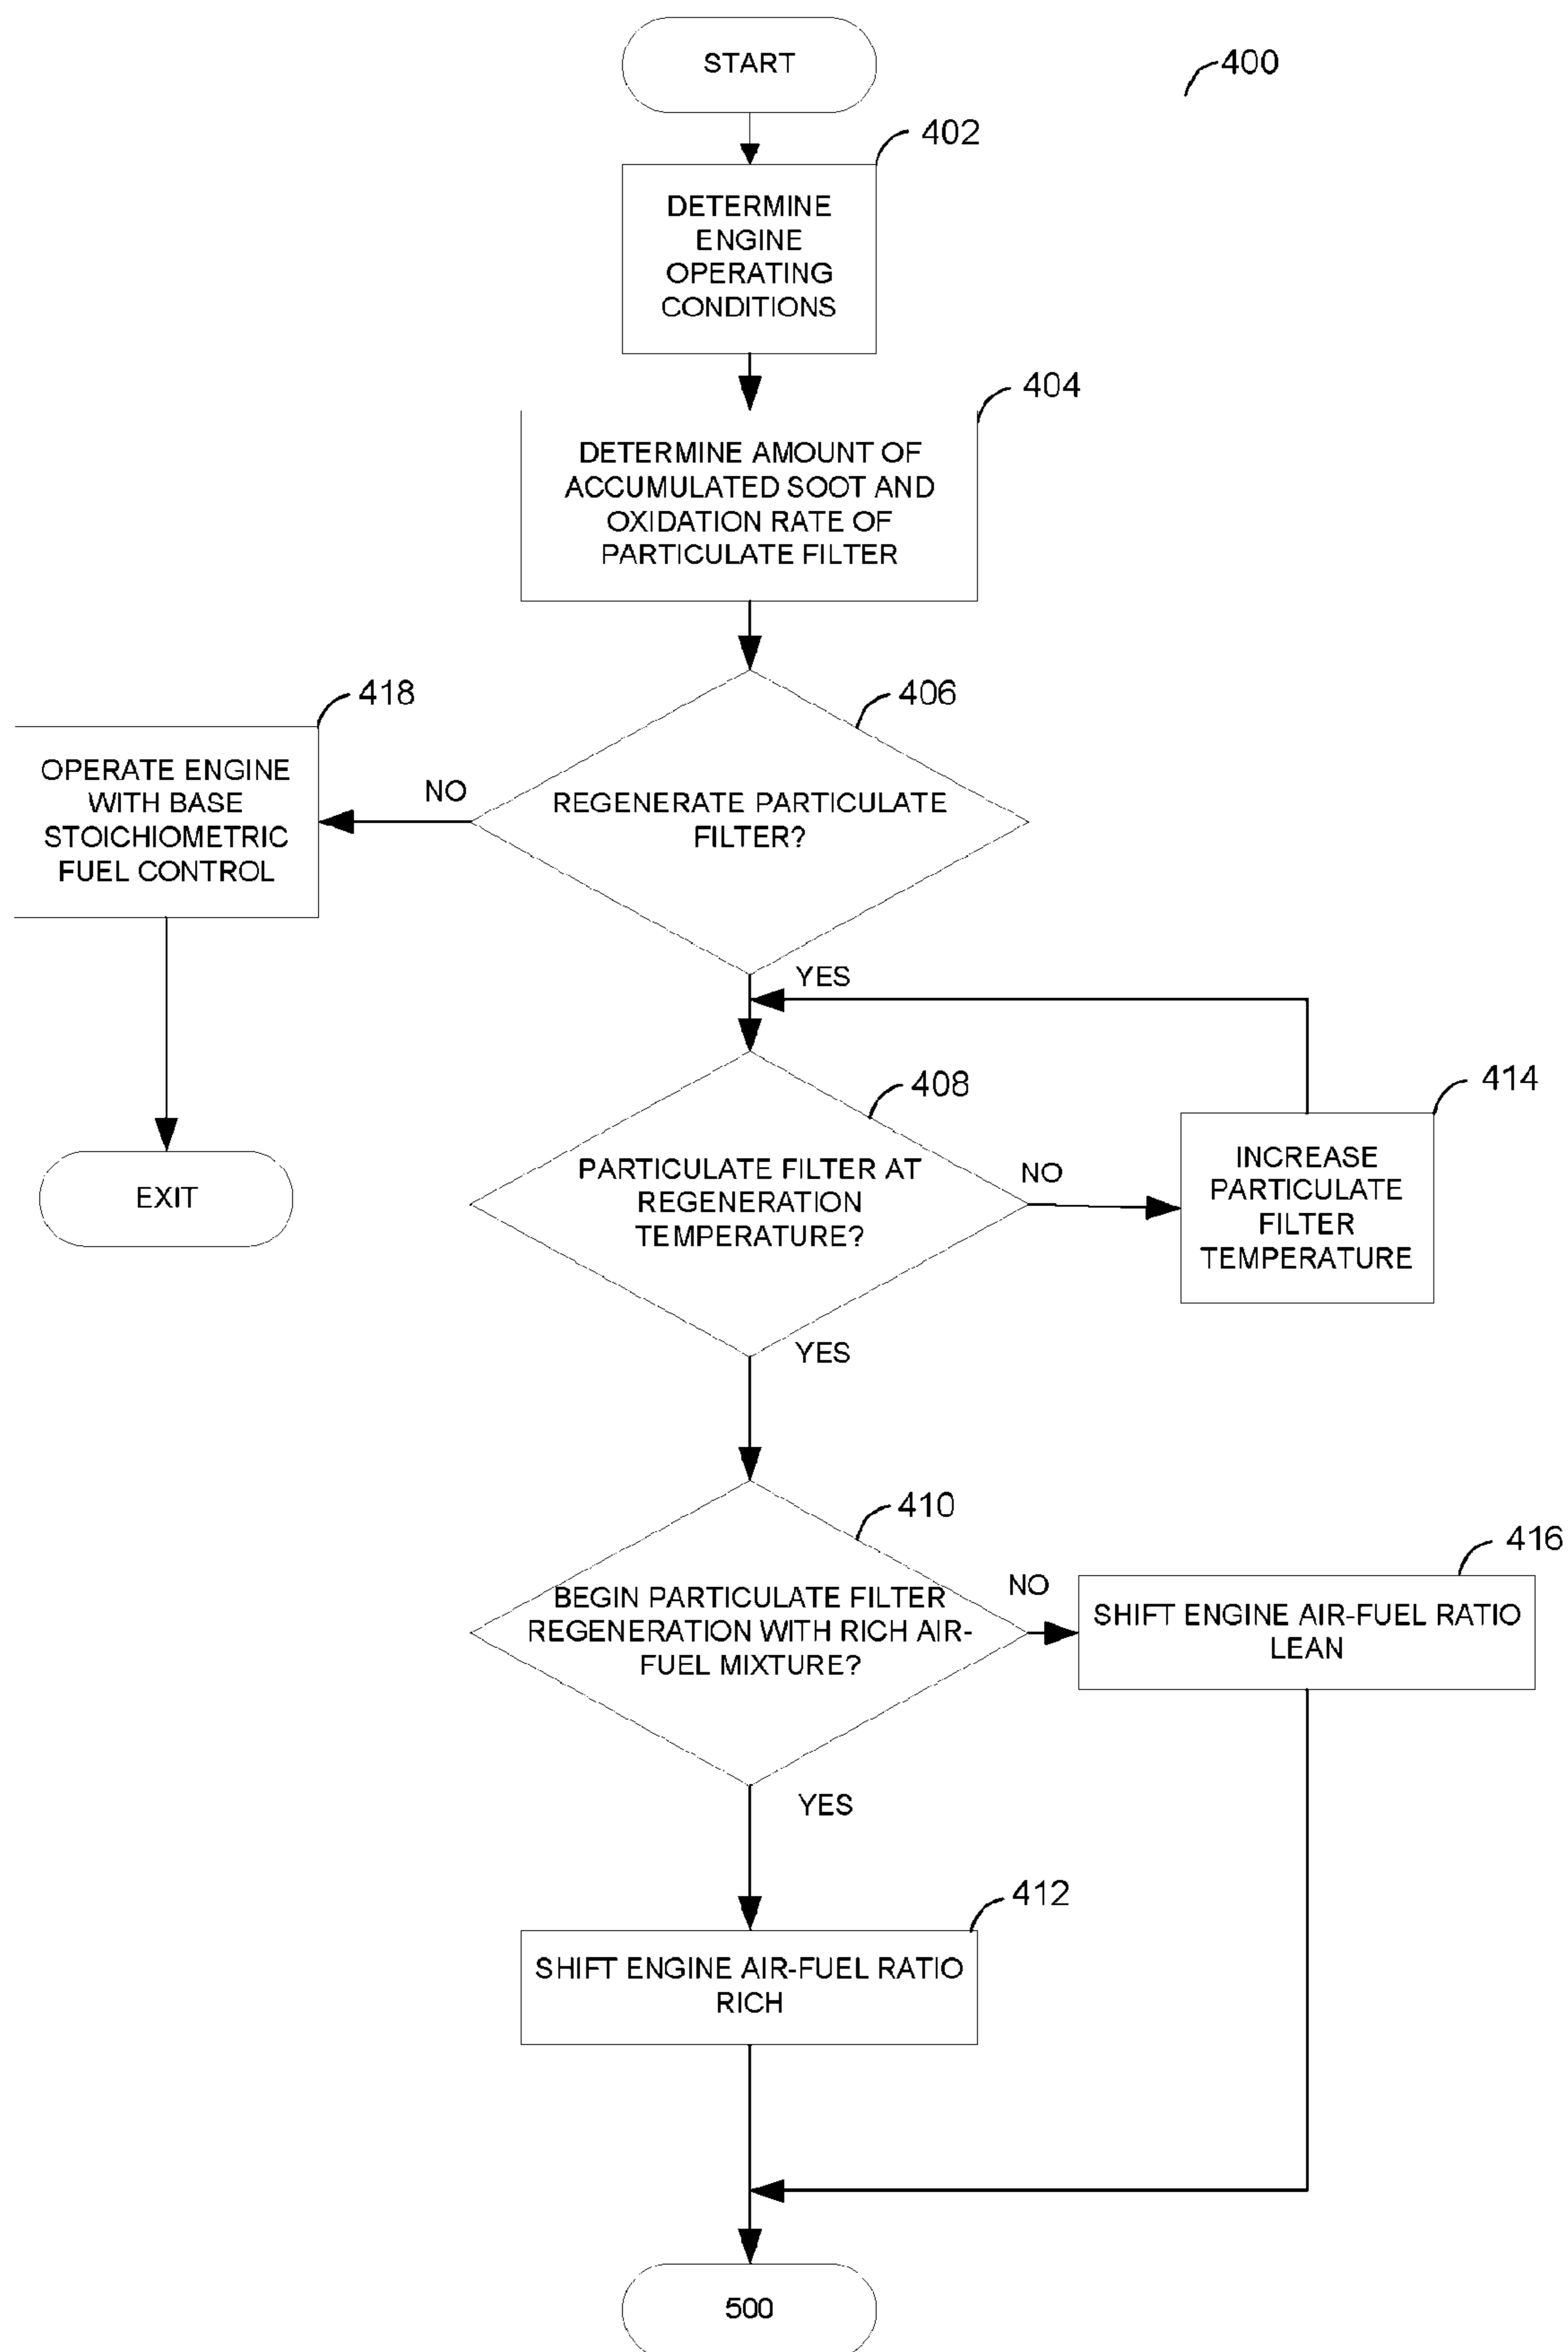 START
400
402
DETERMINE
ENGINE
OPERATING
CONDITIONS
404
DETERMINE AMOUNT OF
ACCUMULATED SOOT AND
OXIDATION RATE OF
PARTICULATE FILTER
418
406
OPERATE ENGINE
WITH BASE
STOICHIOMETRIC
FUEL CONTROL
NO
REGENERATE PARTICULATE
FILTER?
YES
408
414
PARTICULATE FILTER AT
REGENERATION
TEMPERATURE?
NO
INCREASE
PARTICULATE
FILTER
TEMPERATURE
EXIT
YES
410
416
BEGIN PARTICULATE FILTER
REGENERATION WITH RICH AIR-
FUEL MIXTURE?
NO
SHIFT ENGINE AIR-FUEL RATIO
LEAN
YES
412
SHIFT ENGINE AIR-FUEL RATIO
RICH
500